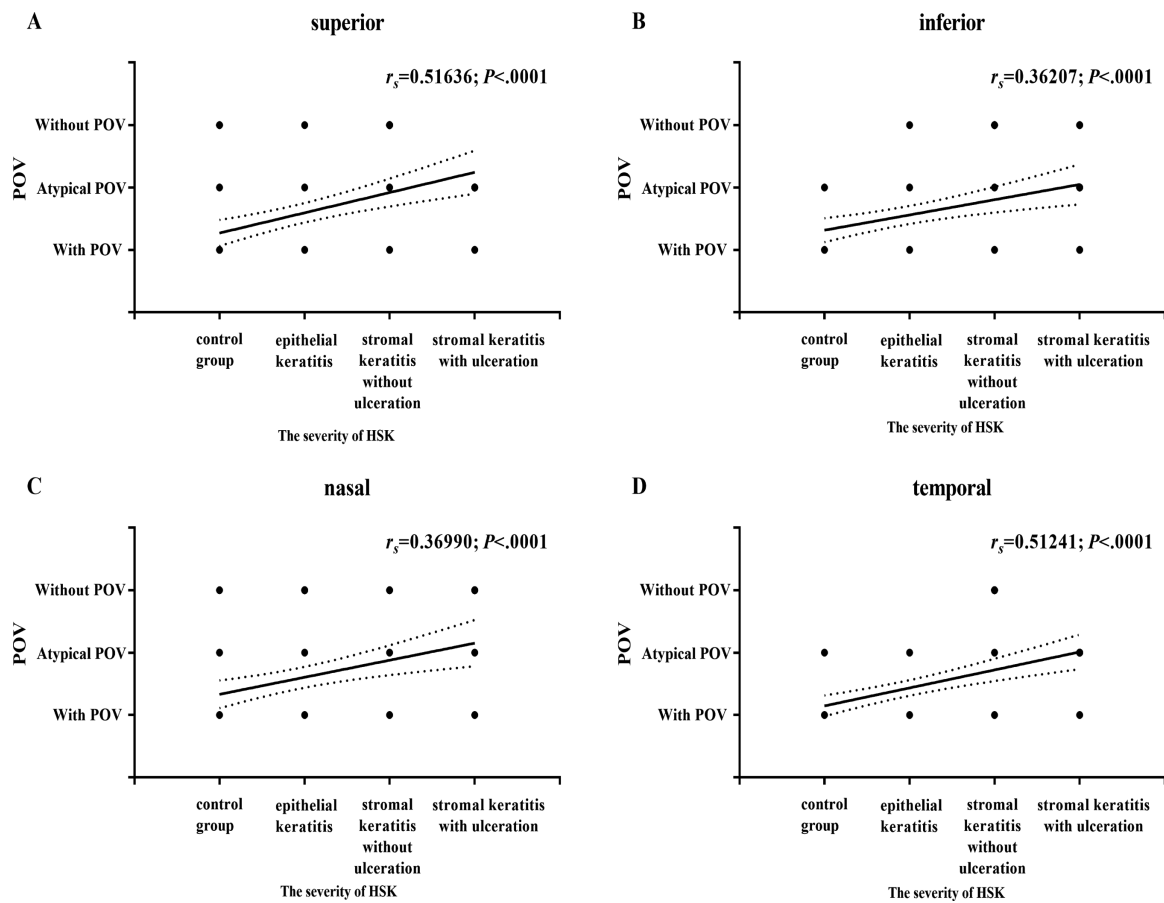 A
superior
r_s=0.51636; P<.0001
Without POV
Atypical POV
With POV
POV
control
group
epithelial
keratitis
stromal
keratitis
without
ulceration
stromal keratitis
with ulceration
The severity of HSK
B
inferior
r_s=0.36207; P<.0001
Without POV
Atypical POV
With POV
POV
control
group
epithelial
keratitis
stromal
keratitis
without
ulceration
stromal keratitis
with ulceration
The severity of HSK
C
nasal
r_s=0.36990; P<.0001
Without POV
Atypical POV
With POV
POV
control
group
epithelial
keratitis
stromal
keratitis
without
ulceration
stromal keratitis
with ulceration
The severity of HSK
D
temporal
r_s=0.51241; P<.0001
Without POV
Atypical POV
With POV
POV
control
group
epithelial
keratitis
stromal
keratitis
without
ulceration
stromal keratitis
with ulceration
The severity of HSK